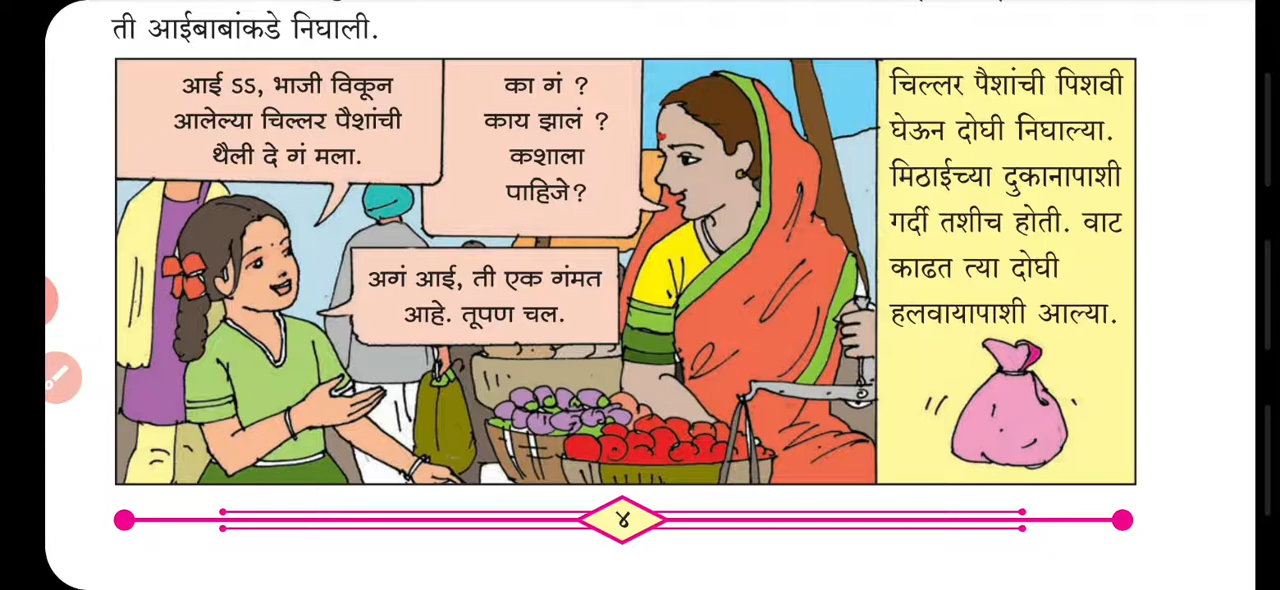 ती आईबाबांकडे निघाली.
आई ऽऽ, भाजी विकून
आलेल्या चिल्लर पैशांची
थैली दे गं मला.
का गं ?
काय झालं ?
कशाला
पाहिजे?
अगं आई, ती एक गंमत
आहे. तूपण चल.
चिल्लर पैशांची पिशवी
घेऊन दोघी निघाल्या.
मिठाईच्या दुकानापाशी
गर्दी तशीच होती. वाट
काढत त्या दोघी
हलवायापाशी आल्या.
४